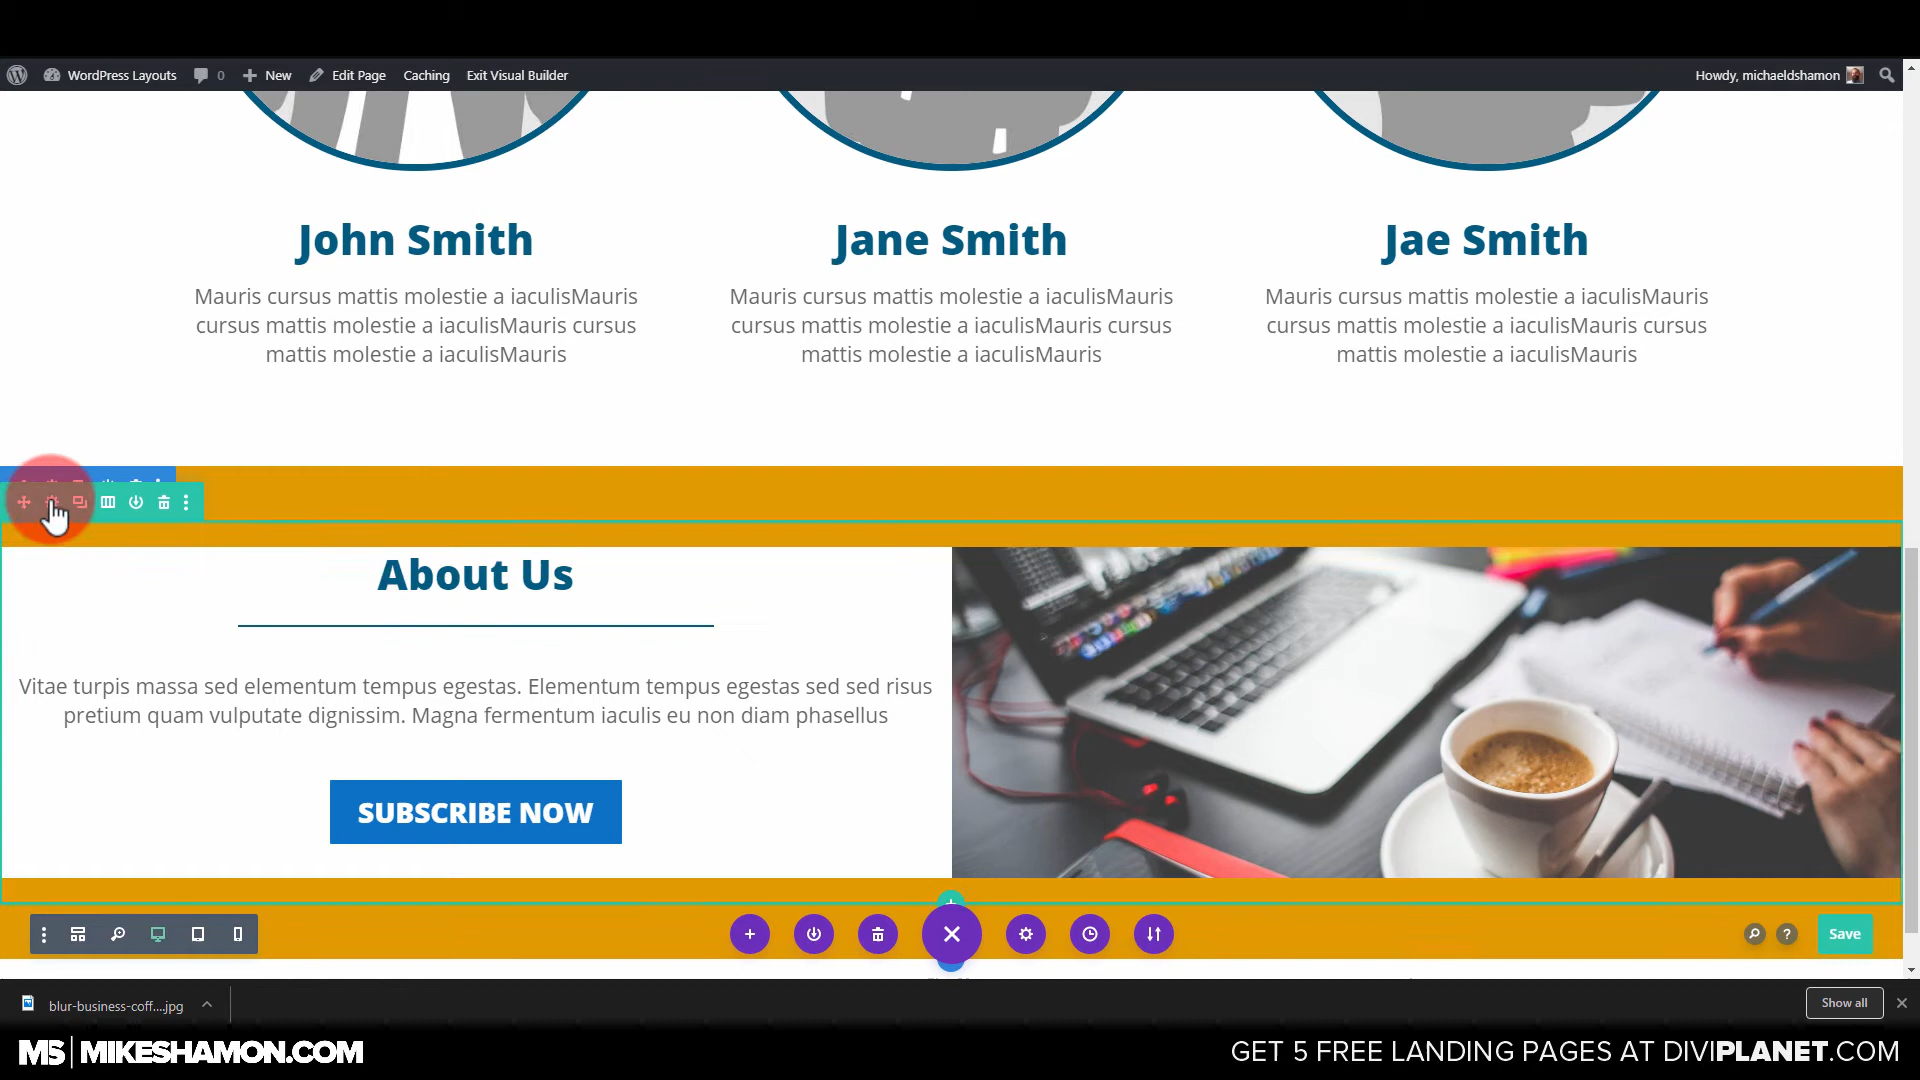 WordPress Layouts
0
New
Edit Page
Caching
Exit Visual Builder
Howdy, michaeldshamon
John Smith
Mauris cursus mattis molestie a iaculisMauris
cursus mattis molestie a iaculisMauris cursus
mattis molestie a iaculisMauris
Jane Smith
Mauris cursus mattis molestie a iaculisMauris
cursus mattis molestie a iaculisMauris cursus
mattis molestie a iaculisMauris
Jae Smith
Mauris cursus mattis molestie a iaculisMauris
cursus mattis molestie a iaculisMauris cursus
mattis molestie a iaculisMauris
About Us
Vitae turpis massa sed elementum tempus egestas. Elementum tempus egestas sed sed risus
pretium quam vulputate dignissim. Magna fermentum iaculis eu non diam phasellus
SUBSCRIBE NOW
?
Save
blur-business-coff....jpg
Show all
MS MIKESHAMON.COM
GET 5 FREE LANDING PAGES AT DIVIPLANET.COM